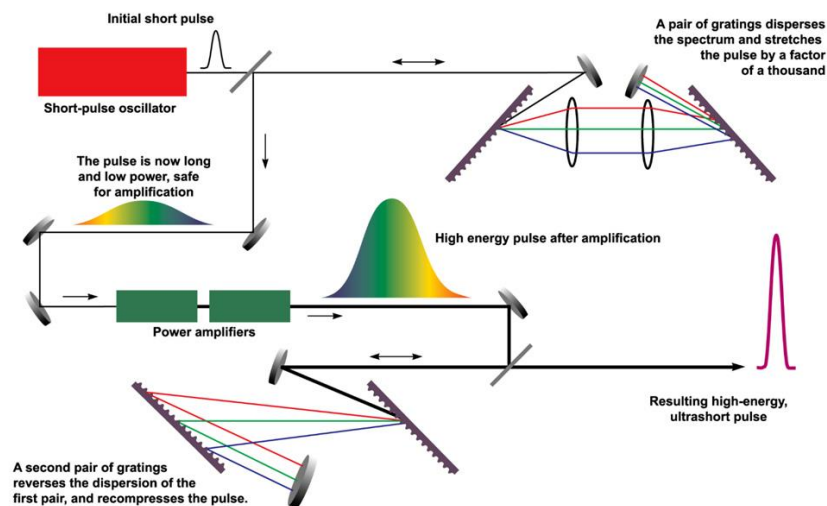 Initial short pulse
Short-pulse oscillator
A pair of gratings disperses
the spectrum and stretches
the pulse by a factor
of a thousand
The pulse is now long
and low power, safe
for amplification
High energy pulse after amplification
Power amplifiers
Resulting high-energy,
ultrashort pulse
A second pair of gratings
reverses the dispersion of the
first pair, and recompresses the pulse.